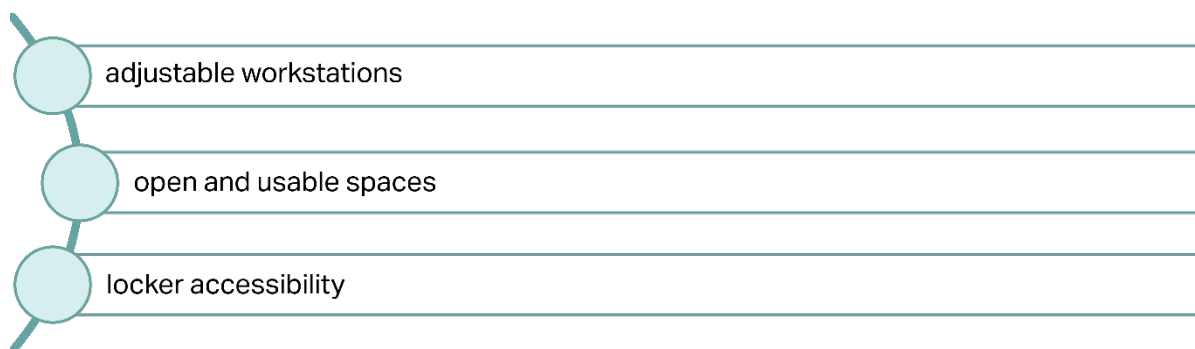 adjustable workstations
open and usable spaces
locker accessibility